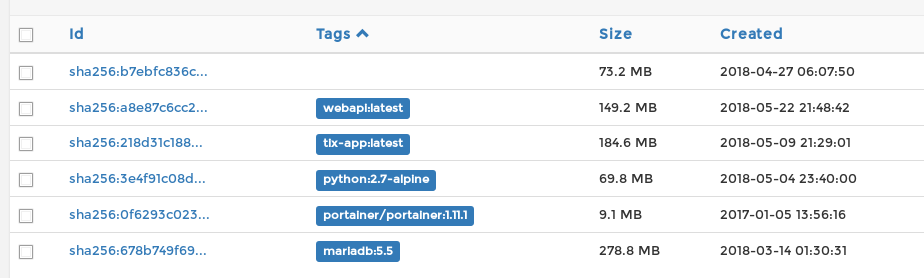 Id Tags Size Created
sha256:b7ebfc836c... 73.2 MB 2018-04-27 06:07:50
sha256:a8e87c6cc2... webapi:latest 149.2 MB 2018-05-22 21:48:42
sha256:218d31c188... tix-app:latest 184.6 MB 2018-05-09 21:29:01
sha256:3e4f91c08d... python:2.7-alpine 69.8 MB 2018-05-04 23:40:00
sha256:0f6293c023... portainer/portainer:1.11.1 9.1 MB 2017-01-05 13:56:16
sha256:678b749f69... mariadb:5.5 278.8 MB 2018-03-14 01:30:31